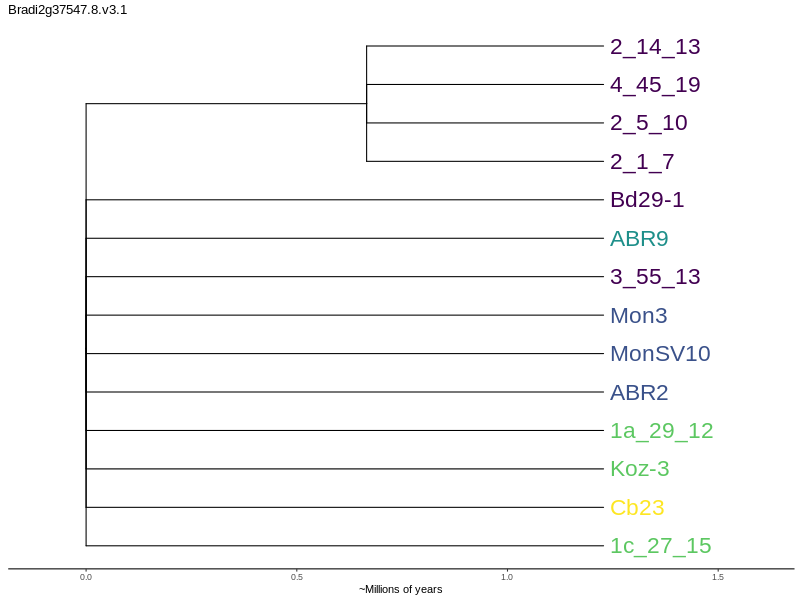 Bradi2g37547.8.v3.1
2_14_13
4_45_19
2_5_10
2_1_7
Bd29-1
ABR9
3_55_13
Mon3
MonSV10
ABR2
1a_29_12
Koz-3
Cb23
1c_27_15
0.0 0.5 1.0 1.5
~Millions of years